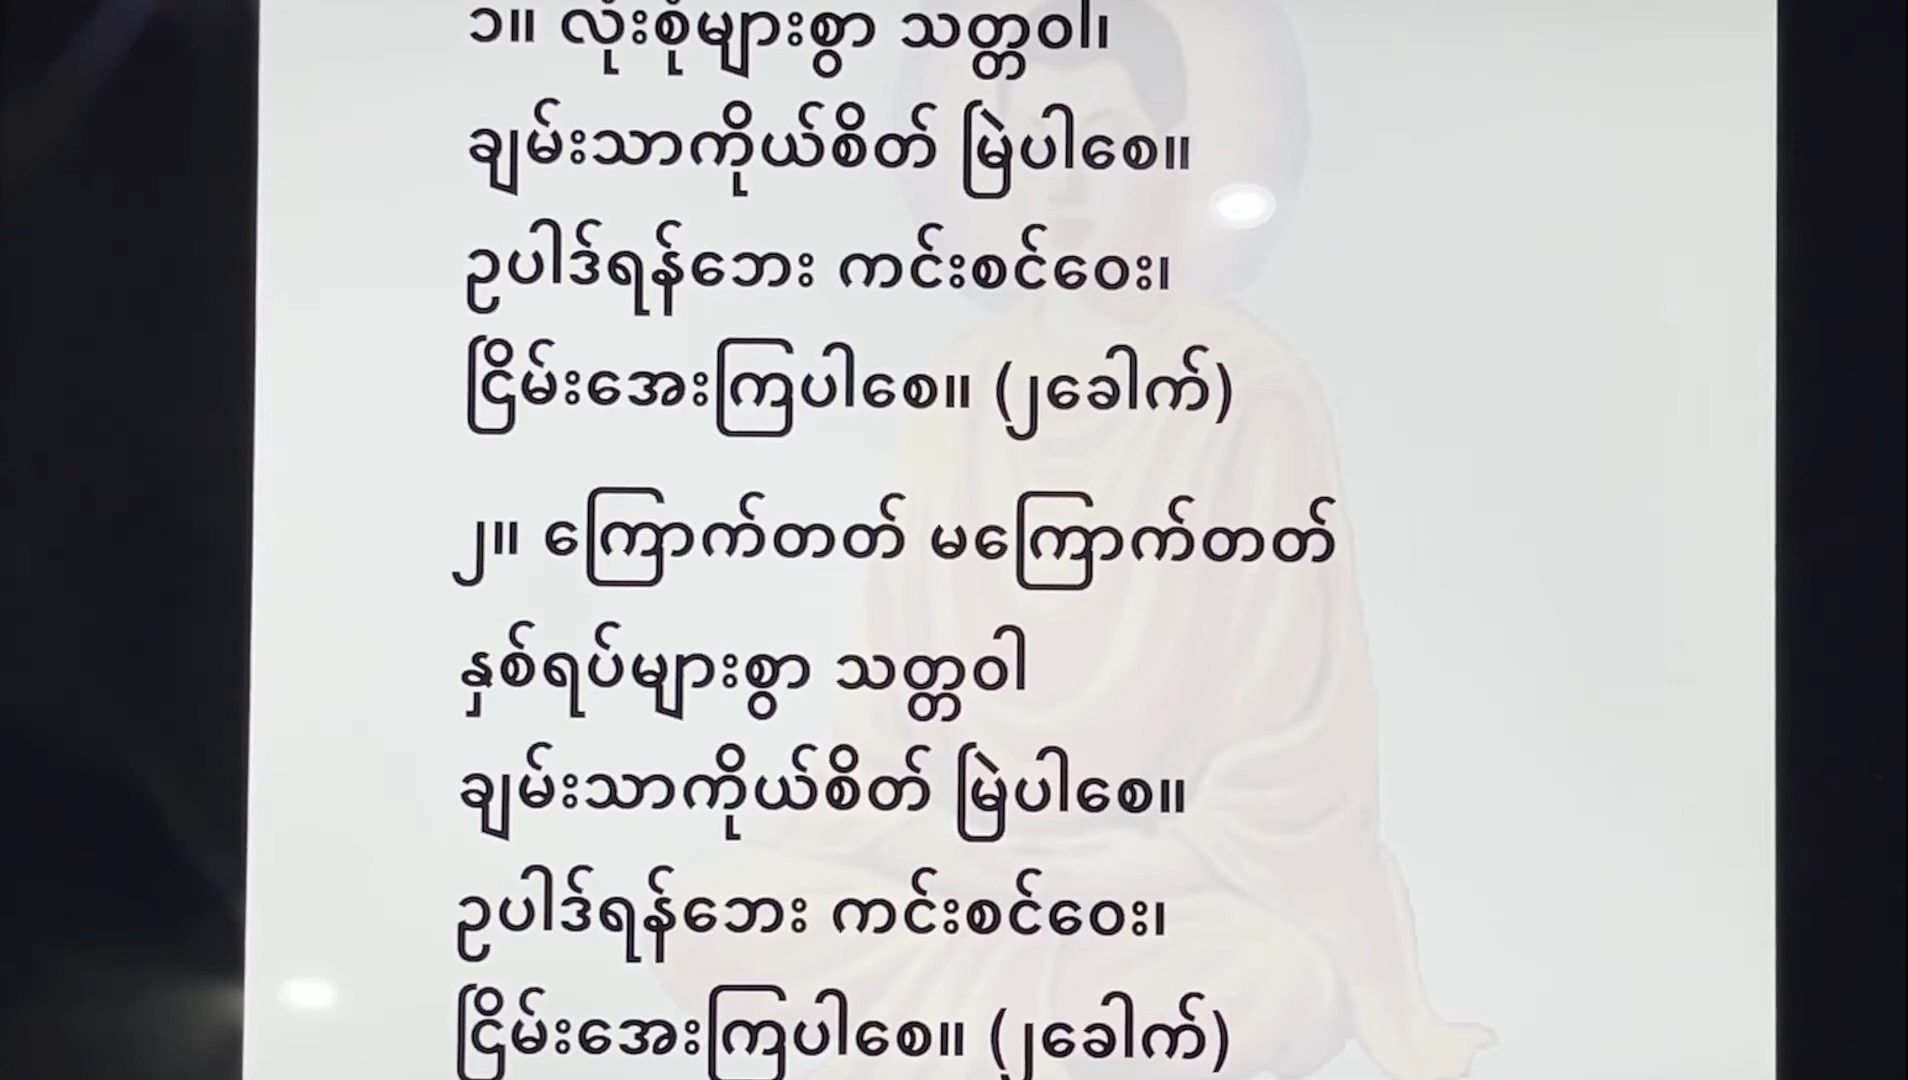 ၁။ လုံးစုံများစွာ သတ္တဝါ၊
ချမ်းသာကိုယ်စိတ် မြဲပါစေ။
ဥပါဒ်ရန်ဘေး ကင်းစင်ဝေး၊
ငြိမ်းအေးကြပါစေ။ (၂ခေါက်)
၂။ ကြောက်တတ် မကြောက်တတ်
နှစ်ရပ်များစွာ သတ္တဝါ
ချမ်းသာကိုယ်စိတ် မြဲပါစေ။
ဥပါဒ်ရန်ဘေး ကင်းစင်ဝေး၊
ငြိမ်းအေးကြပါစေ။ (၂ခေါက်)